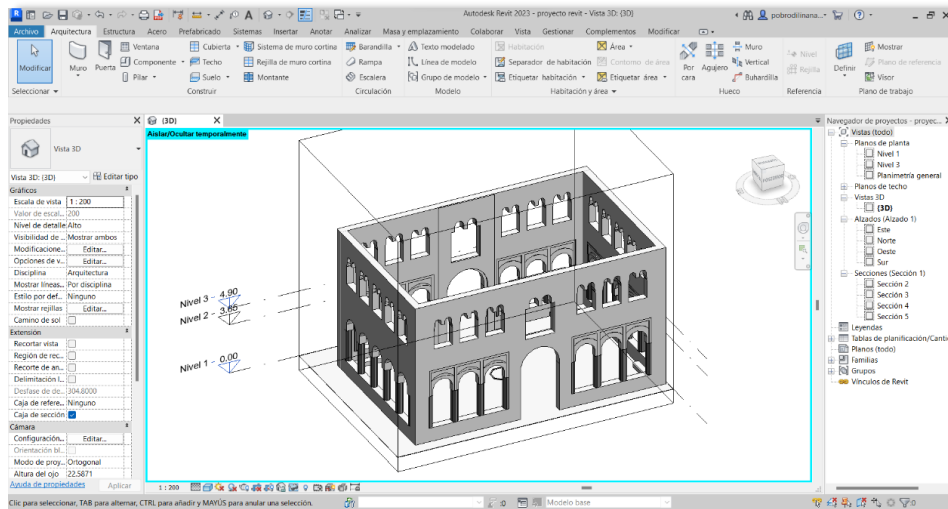 Autodesk Revit 2023 - proyecto revit - Vista 3D: {3D}
pobrodilinana...
Archivo Arquitectura Estructura Acero Prefabricado Sistemas Insertar Anotar Analizar Masa y emplazamiento Colaborar Vista Gestionar Complementos Modificar
Modificar
Muro
Puerta
Ventana
Componente
Pilar
Cubierta
Techo
Suelo
Sistema de muro cortina
Rejilla de muro cortina
Montante
Barandilla
Rampa
Escalera
Texto modelado
Línea de modelo
Grupo de modelo
Habitación
Separador de habitación
Etiquetar habitación
Área
Contorno de área
Etiquetar área
Por cara
Agujero
Muro
Vertical
Buhardilla
Nivel
Rejilla
Definir
Mostrar
Plano de referencia
Visor
Seleccionar Construir Circulación Modelo Habitación y área Hueco Referencia Plano de trabajo
Propiedades
Vista 3D
Vista 3D: {3D} Editar tipo
Gráficos
Escala de vista 1 : 200
Valor de escal... 200
Nivel de detalle Alto
Visibilidad de ... Mostrar ambos
Modificacione... Editar...
Opciones de v... Editar...
Disciplina Arquitectura
Mostrar líneas... Por disciplina
Estilo por def... Ninguno
Mostrar rejillas Editar...
Camino de sol
Extensión
Recortar vista
Región de rec...
Recorte de an...
Delimitación l...
Desfase de de... 304.8000
Caja de refere... Ninguno
Caja de sección
Cámara
Configuración... Editar...
Orientación bl...
Modo de proy... Ortogonal
Altura del ojo 22.5871
Ayuda de propiedades Aplicar
{3D}
Aislar/Ocultar temporalmente
Nivel 3 - 4.90
Nivel 2 - 3.65
Nivel 1 - 0.00
1 : 200
Navegador de proyectos - proyec...
Vistas (todo)
Planos de planta
Nivel 1
Nivel 3
Planimetría general
Planos de techo
Vistas 3D
{3D}
Alzados (Alzado 1)
Este
Norte
Oeste
Sur
Secciones (Sección 1)
Sección 2
Sección 3
Sección 4
Sección 5
Leyendas
Tablas de planificación/Canti
Planos (todo)
Familias
Grupos
Vínculos de Revit
Clic para seleccionar, TAB para alternar, CTRL para añadir y MAYÚS para anular una selección.
:0
Modelo base
:0